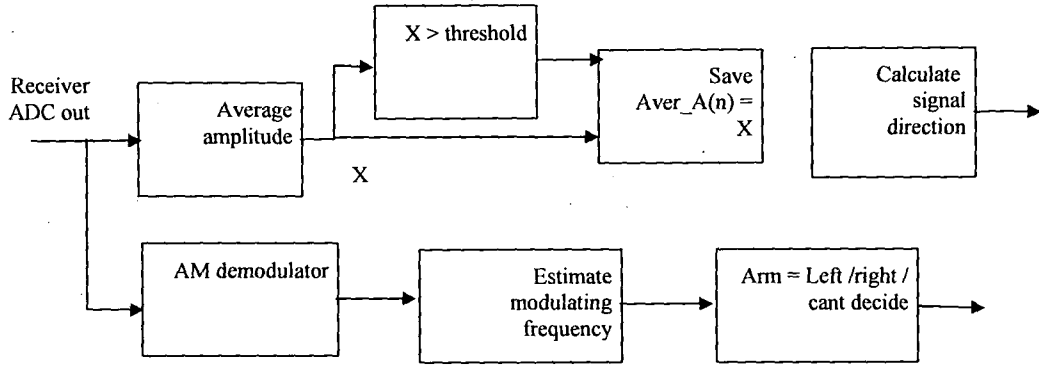 X > threshold
Receiver
ADC out
Average
amplitude
Save
Aver_A(n) =
X
Calculate
signal
direction
X
AM demodulator
Estimate
modulating
frequency
Arm = Left /right /
cant decide